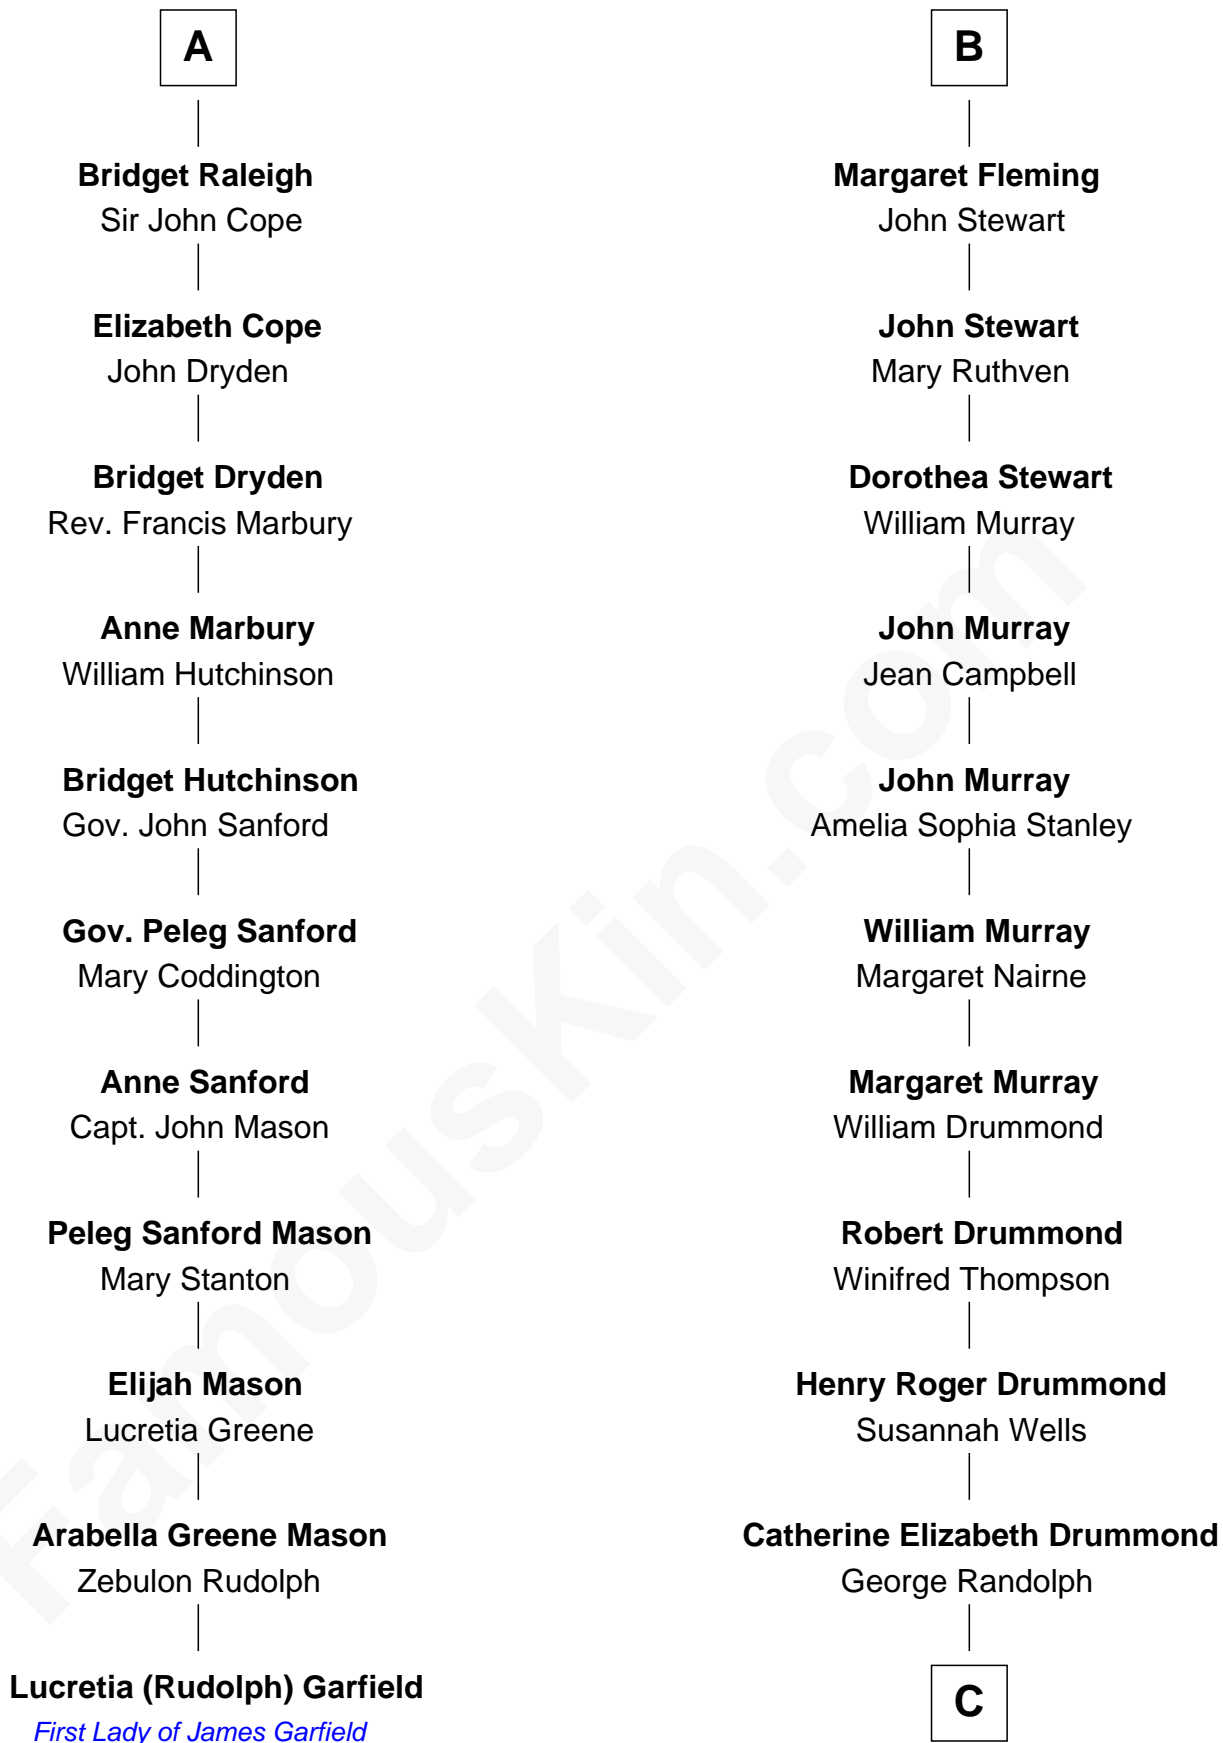 A
Bridget Raleigh
Sir John Cope
Elizabeth Cope
John Dryden
Bridget Dryden
Rev. Francis Marbury
Anne Marbury
William Hutchinson
Bridget Hutchinson
Gov. John Sanford
Gov. Peleg Sanford
Mary Coddington
Anne Sanford
Capt. John Mason
Peleg Sanford Mason
Mary Stanton
Elijah Mason
Lucretia Greene
Arabella Greene Mason
Zebulon Rudolph
Lucretia (Rudolph) Garfield
First Lady of James Garfield
B
Margaret Fleming
John Stewart
John Stewart
Mary Ruthven
Dorothea Stewart
William Murray
John Murray
Jean Campbell
John Murray
Amelia Sophia Stanley
William Murray
Margaret Nairne
Margaret Murray
William Drummond
Robert Drummond
Winifred Thompson
Henry Roger Drummond
Susannah Wells
Catherine Elizabeth Drummond
George Randolph
C
FamousKin.com